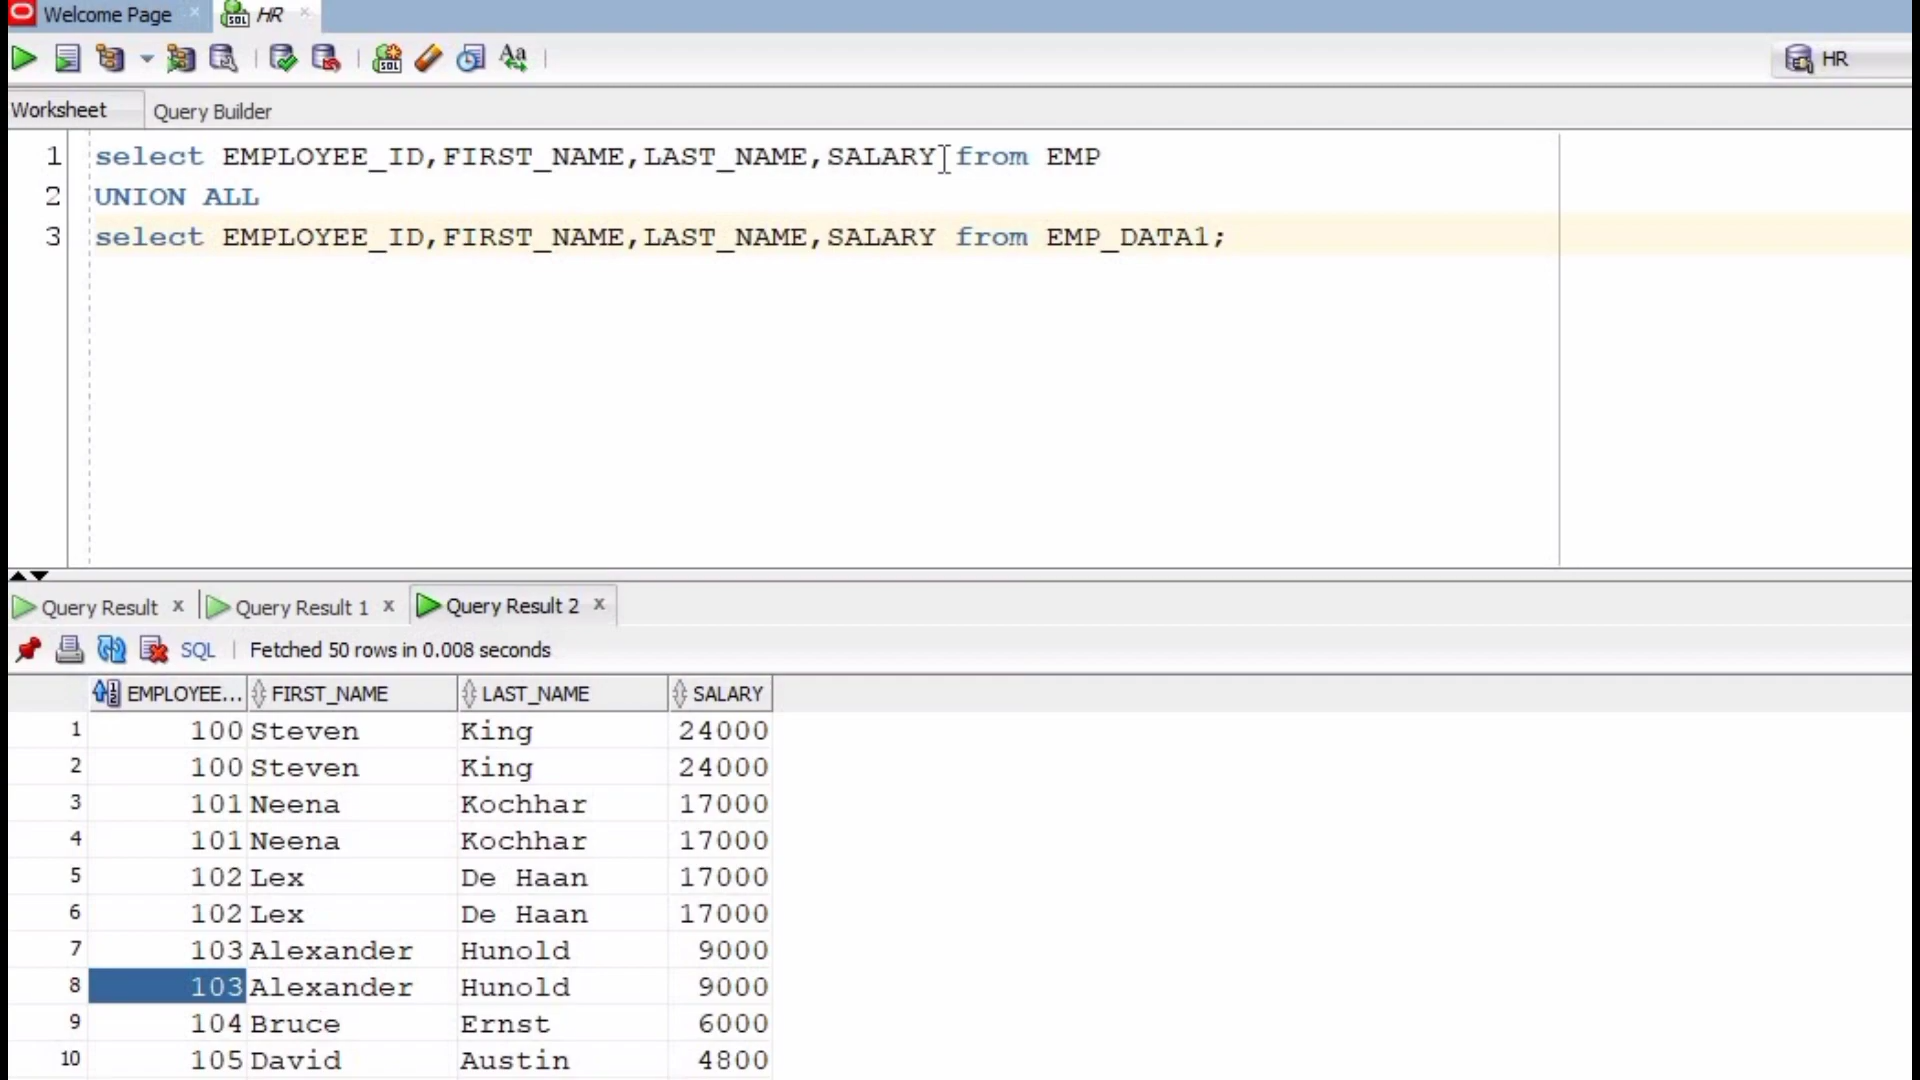 Welcome Page HR
HR
Worksheet Query Builder
1 select EMPLOYEE_ID,FIRST_NAME,LAST_NAME,SALARY from EMP
2 UNION ALL
3 select EMPLOYEE_ID,FIRST_NAME,LAST_NAME,SALARY from EMP_DATA1;
Query Result x Query Result 1 x Query Result 2 x
SQL | Fetched 50 rows in 0.008 seconds
EMPLOYEE... FIRST_NAME LAST_NAME SALARY
1 100 Steven King 24000
2 100 Steven King 24000
3 101 Neena Kochhar 17000
4 101 Neena Kochhar 17000
5 102 Lex De Haan 17000
6 102 Lex De Haan 17000
7 103 Alexander Hunold 9000
8 103 Alexander Hunold 9000
9 104 Bruce Ernst 6000
10 105 David Austin 4800